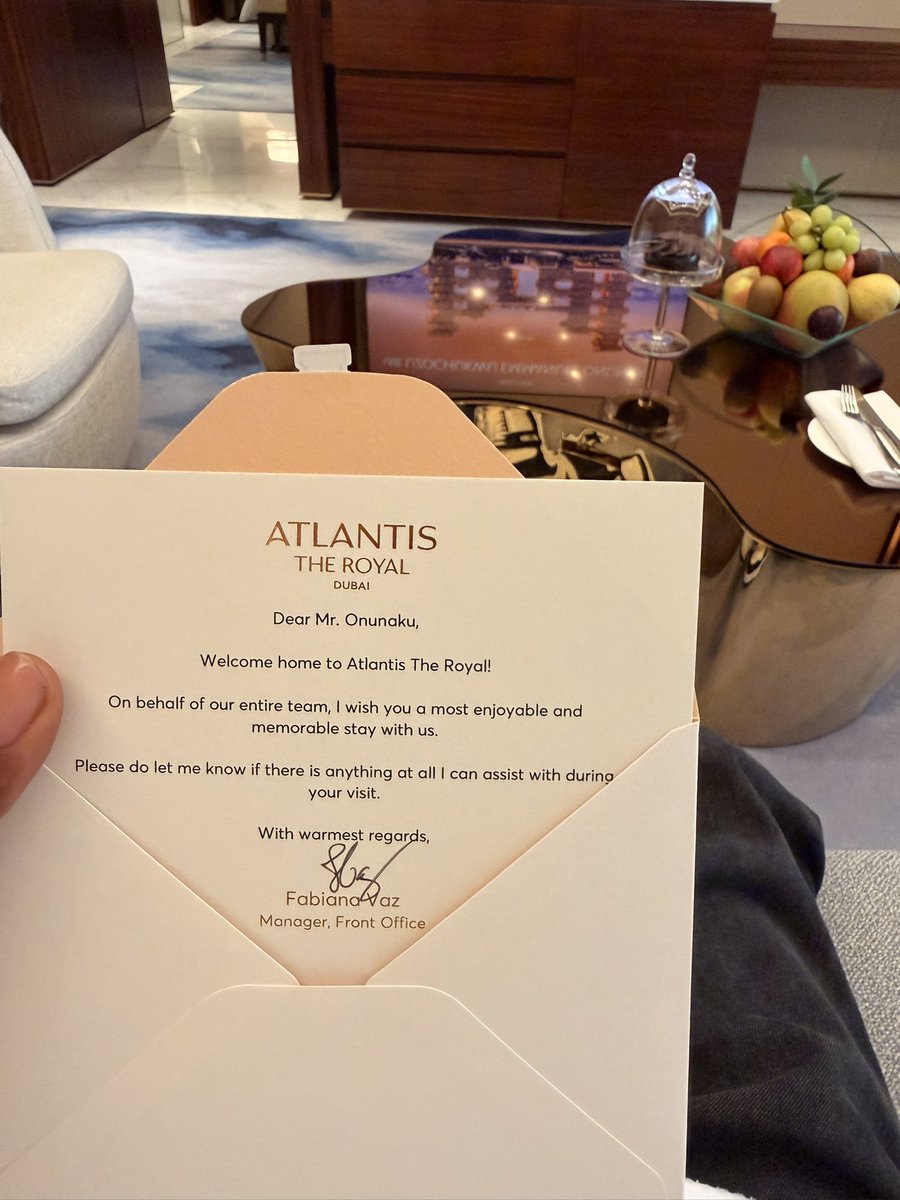 ATLANTIS
THE ROYAL
DUBAI
Dear Mr. Onunaku,
Welcome home to Atlantis The Royal!
On behalf of our entire team, I wish you a most enjoyable and
memorable stay with us.
Please do let me know if there is anything at all I can assist with during
your visit.
With warmest regards,
Fabiana Vaz
Manager, Front Office